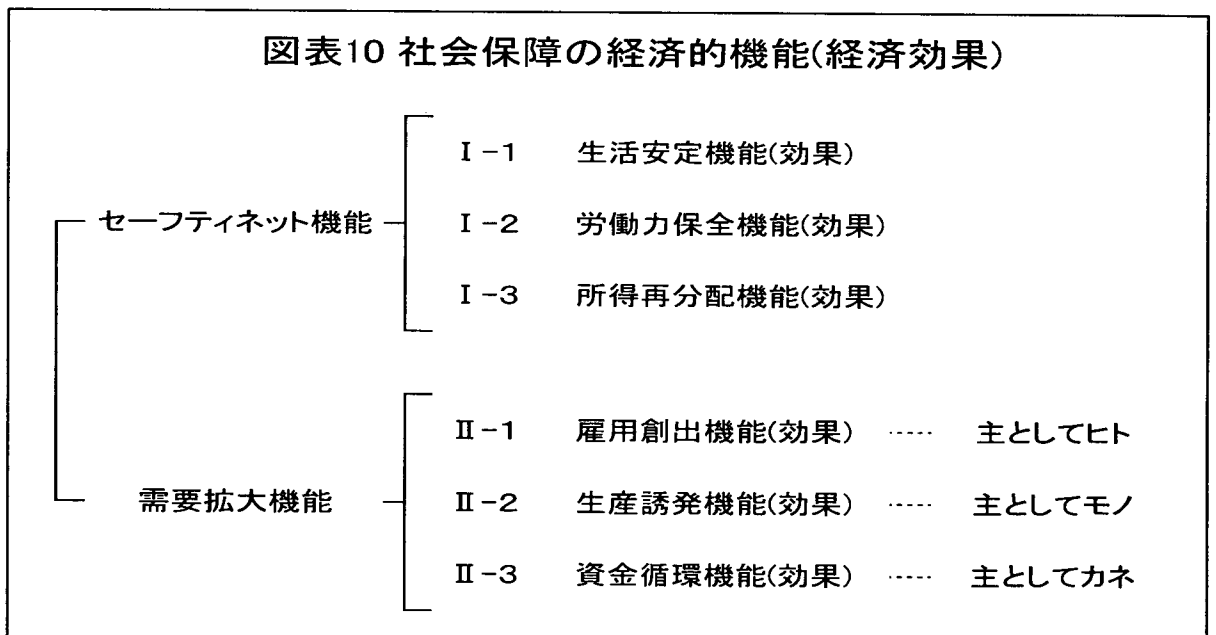 図表10 社会保障の経済的機能(経済効果)
Ⅰ-1 生活安定機能(効果)
セーフティネット機能 Ⅰ-2 労働力保全機能(効果)
Ⅰ-3 所得再分配機能(効果)
Ⅱ-1 雇用創出機能(効果) ····· 主としてヒト
需要拡大機能 Ⅱ-2 生産誘発機能(効果) ····· 主としてモノ
Ⅱ-3 資金循環機能(効果) ····· 主としてカネ